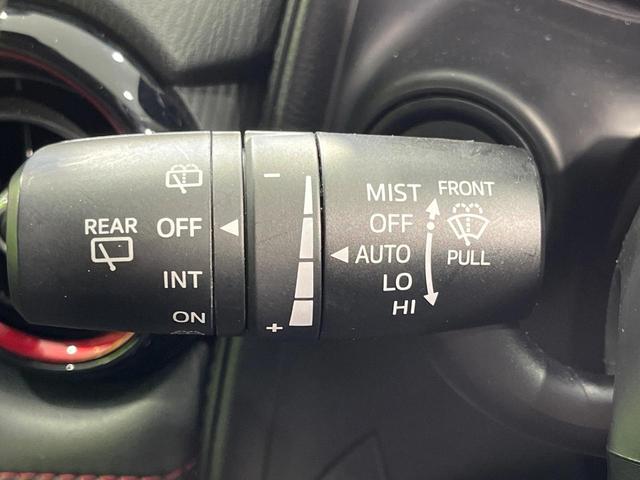 REAR
OFF
INT
ON
−
+
MIST
OFF
AUTO
LO
HI
FRONT
PULL